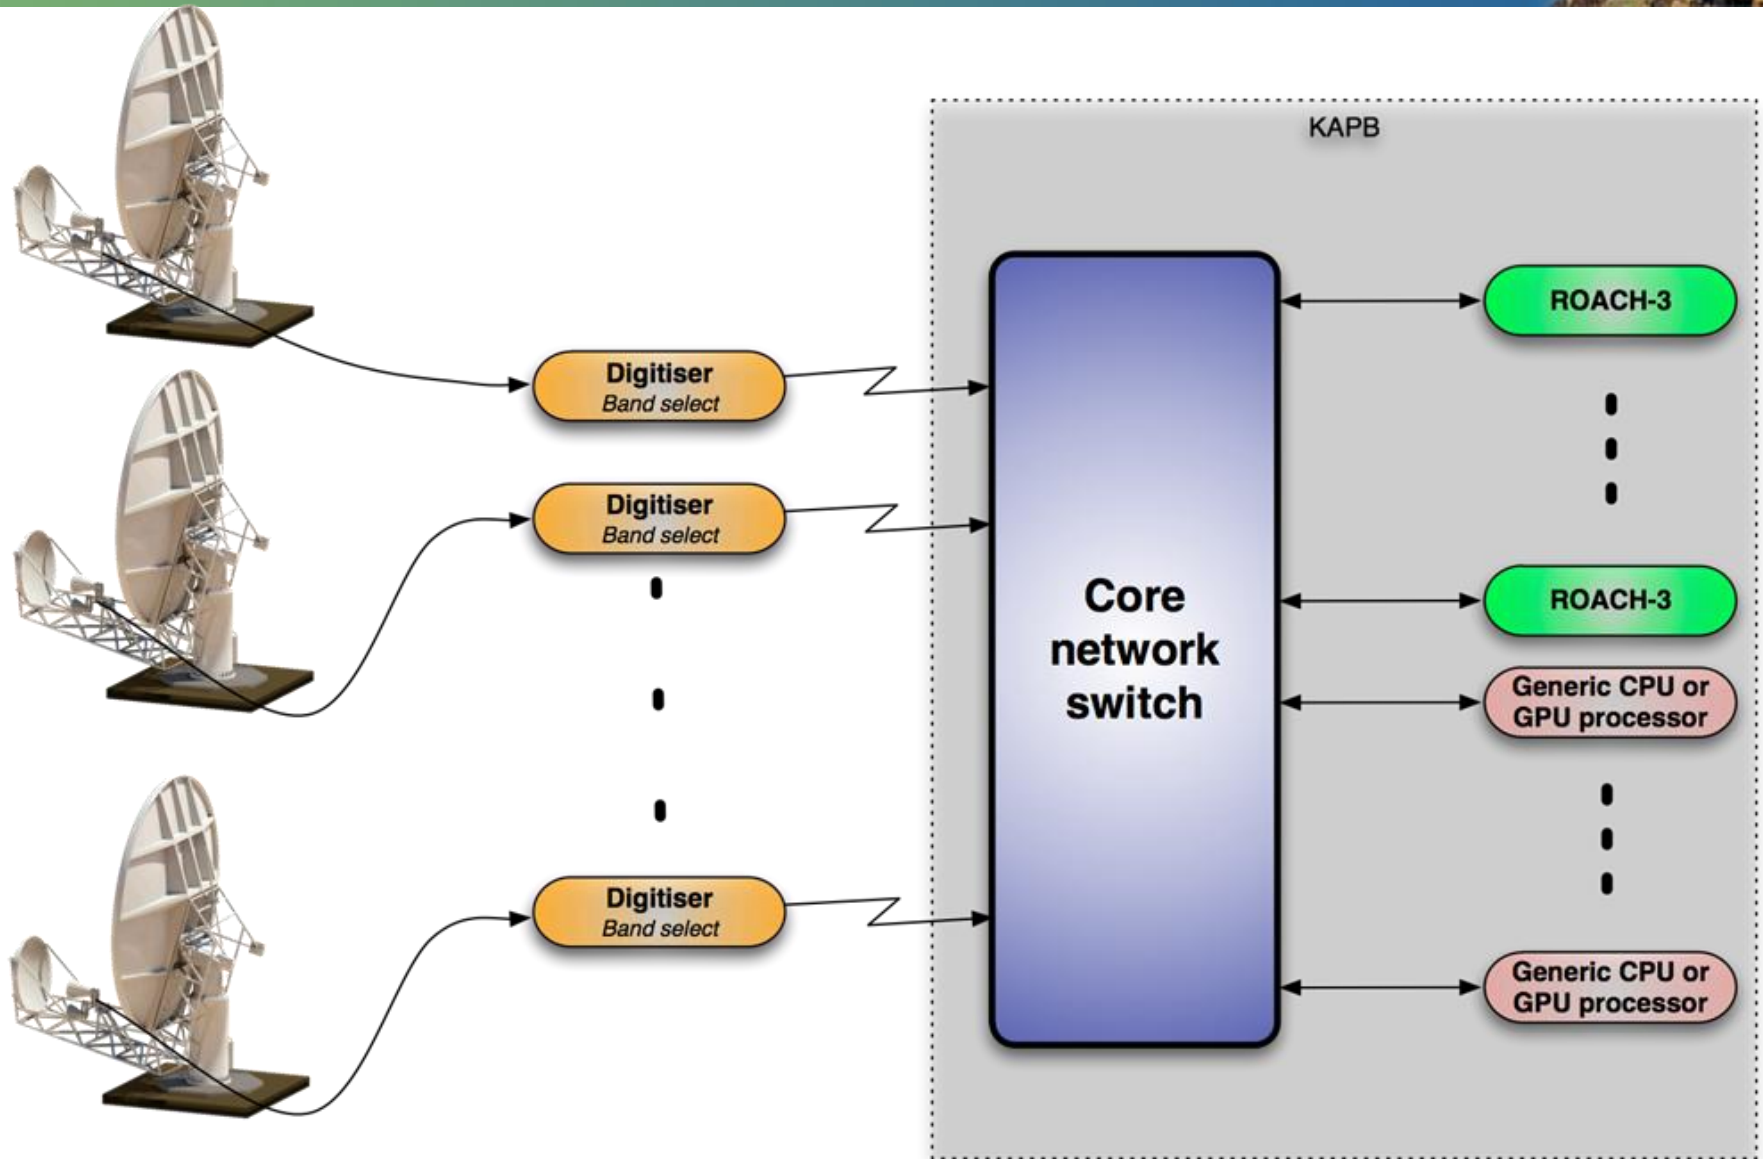 KAPB
ROACH-3
Digitiser
Band select
Digitiser
Band select
Core
network
switch
ROACH-3
Generic CPU or
GPU processor
Digitiser
Band select
Generic CPU or
GPU processor